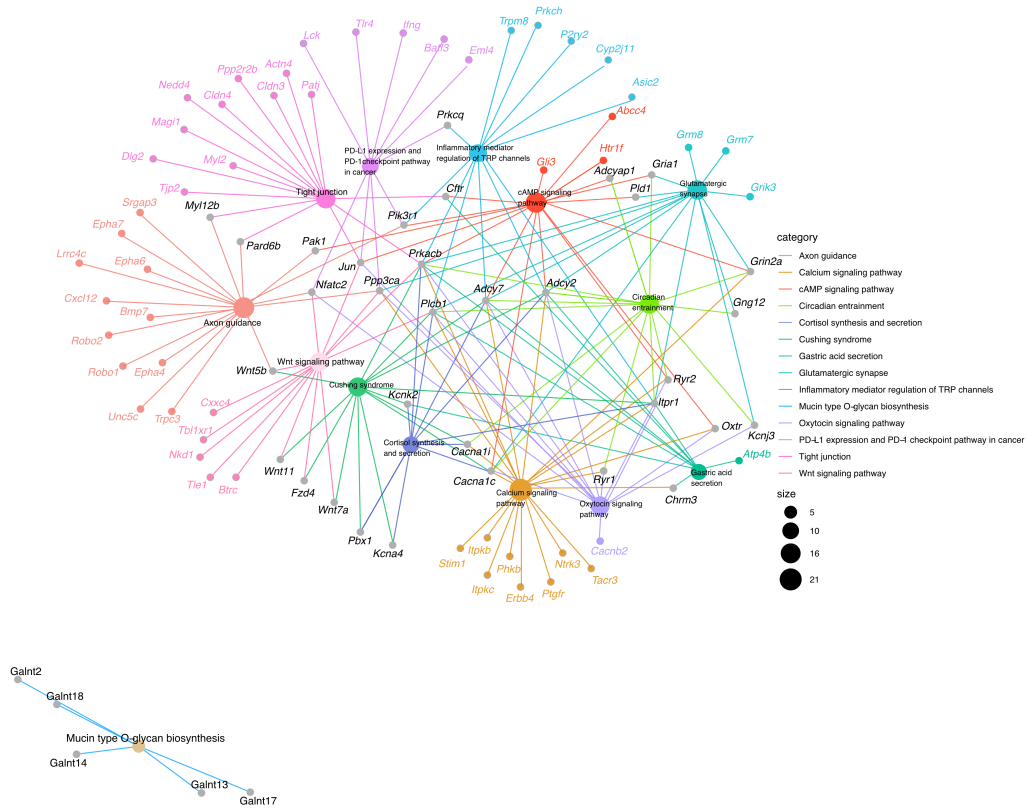 Tlr4
Ifng
Lck
Trpm8
Prkch
P2ry2
Batf3
Eml4
Cyp2j11
Actn4
Ppp2r2b
Cldn3
Patj
Nedd4
Cldn4
Asic2
Abcc4
Magi1
Prkcq
Grm8
Grm7
PD-L1 expression and
PD-1checkpoint pathway
in cancer
Inflammatory mediator
regulation of TRP channels
Htr1f
Gli3
Adcyap1
Gria1
Dlg2
Myl2
Tjp2
Tight junction
Cftr
cAMP signaling
pathway
Pld1
Glutamatergic
synapse
Grik3
Srgap3
Myl12b
Pik3r1
Epha7
Pard6b
Pak1
Prkacb
Lrrc4c
Epha6
Jun
Grin2a
Nfatc2
Ppp3ca
Plcb1
Adcy7
Adcy2
Circadian
entrainment
Gng12
Cxcl12
Bmp7
Axon guidance
Robo2
Wnt signaling pathway
Robo1
Epha4
Wnt5b
Cushing syndrome
Kcnk2
Ryr2
Itpr1
Unc5c
Trpc3
Cxxc4
Tbl1xr1
Cortisol synthesis
and secretion
Cacna1i
Oxtr
Kcnj3
Nkd1
Wnt11
Tle1
Btrc
Fzd4
Wnt7a
Cacna1c
Calcium signaling
pathway
Ryr1
Gastric acid
secretion
Atp4b
Chrm3
Oxytocin signaling
pathway
Pbx1
Kcna4
Cacnb2
Stim1
Itpkb
Phkb
Ntrk3
Tacr3
Itpkc
Erbb4
Ptgfr
category
Axon guidance
Calcium signaling pathway
cAMP signaling pathway
Circadian entrainment
Cortisol synthesis and secretion
Cushing syndrome
Gastric acid secretion
Glutamatergic synapse
Inflammatory mediator regulation of TRP channels
Mucin type O-glycan biosynthesis
Oxytocin signaling pathway
PD-L1 expression and PD-1 checkpoint pathway in cancer
Tight junction
Wnt signaling pathway
size
5
10
16
21
Galnt2
Galnt18
Mucin type O-glycan biosynthesis
Galnt14
Galnt13
Galnt17